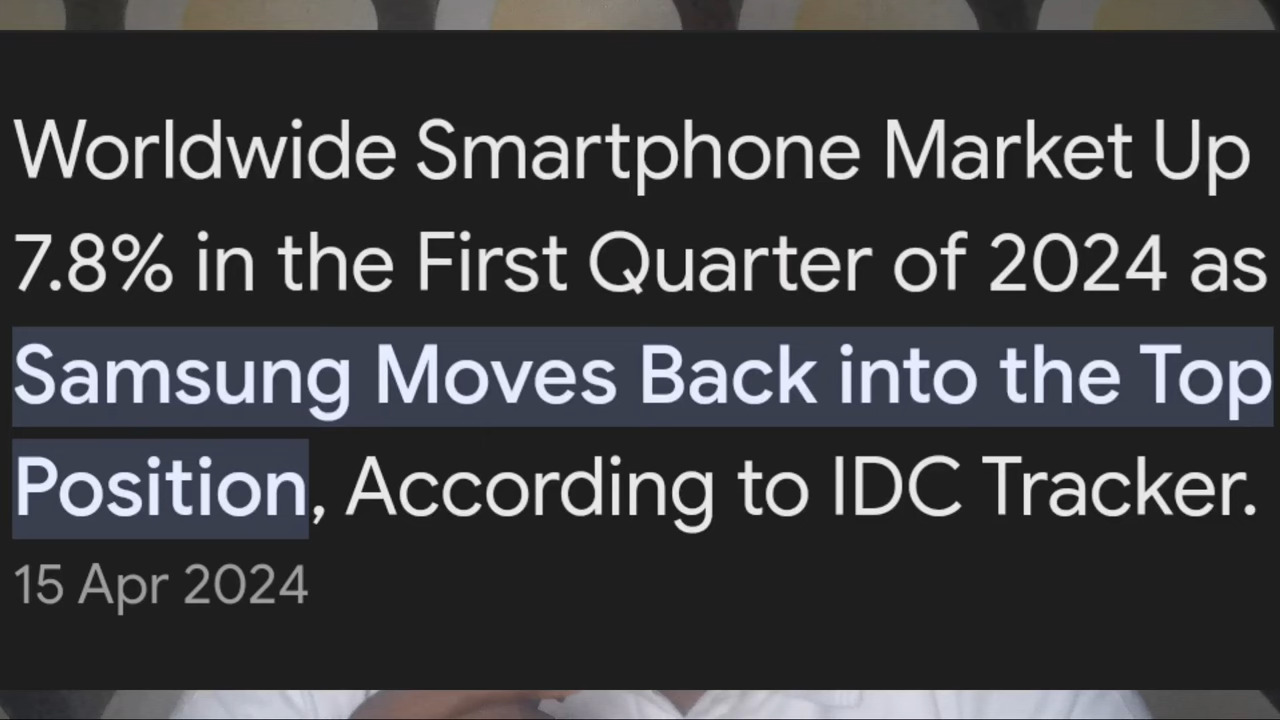 Worldwide Smartphone Market Up
7.8% in the First Quarter of 2024 as
Samsung Moves Back into the Top
Position, According to IDC Tracker.
15 Apr 2024